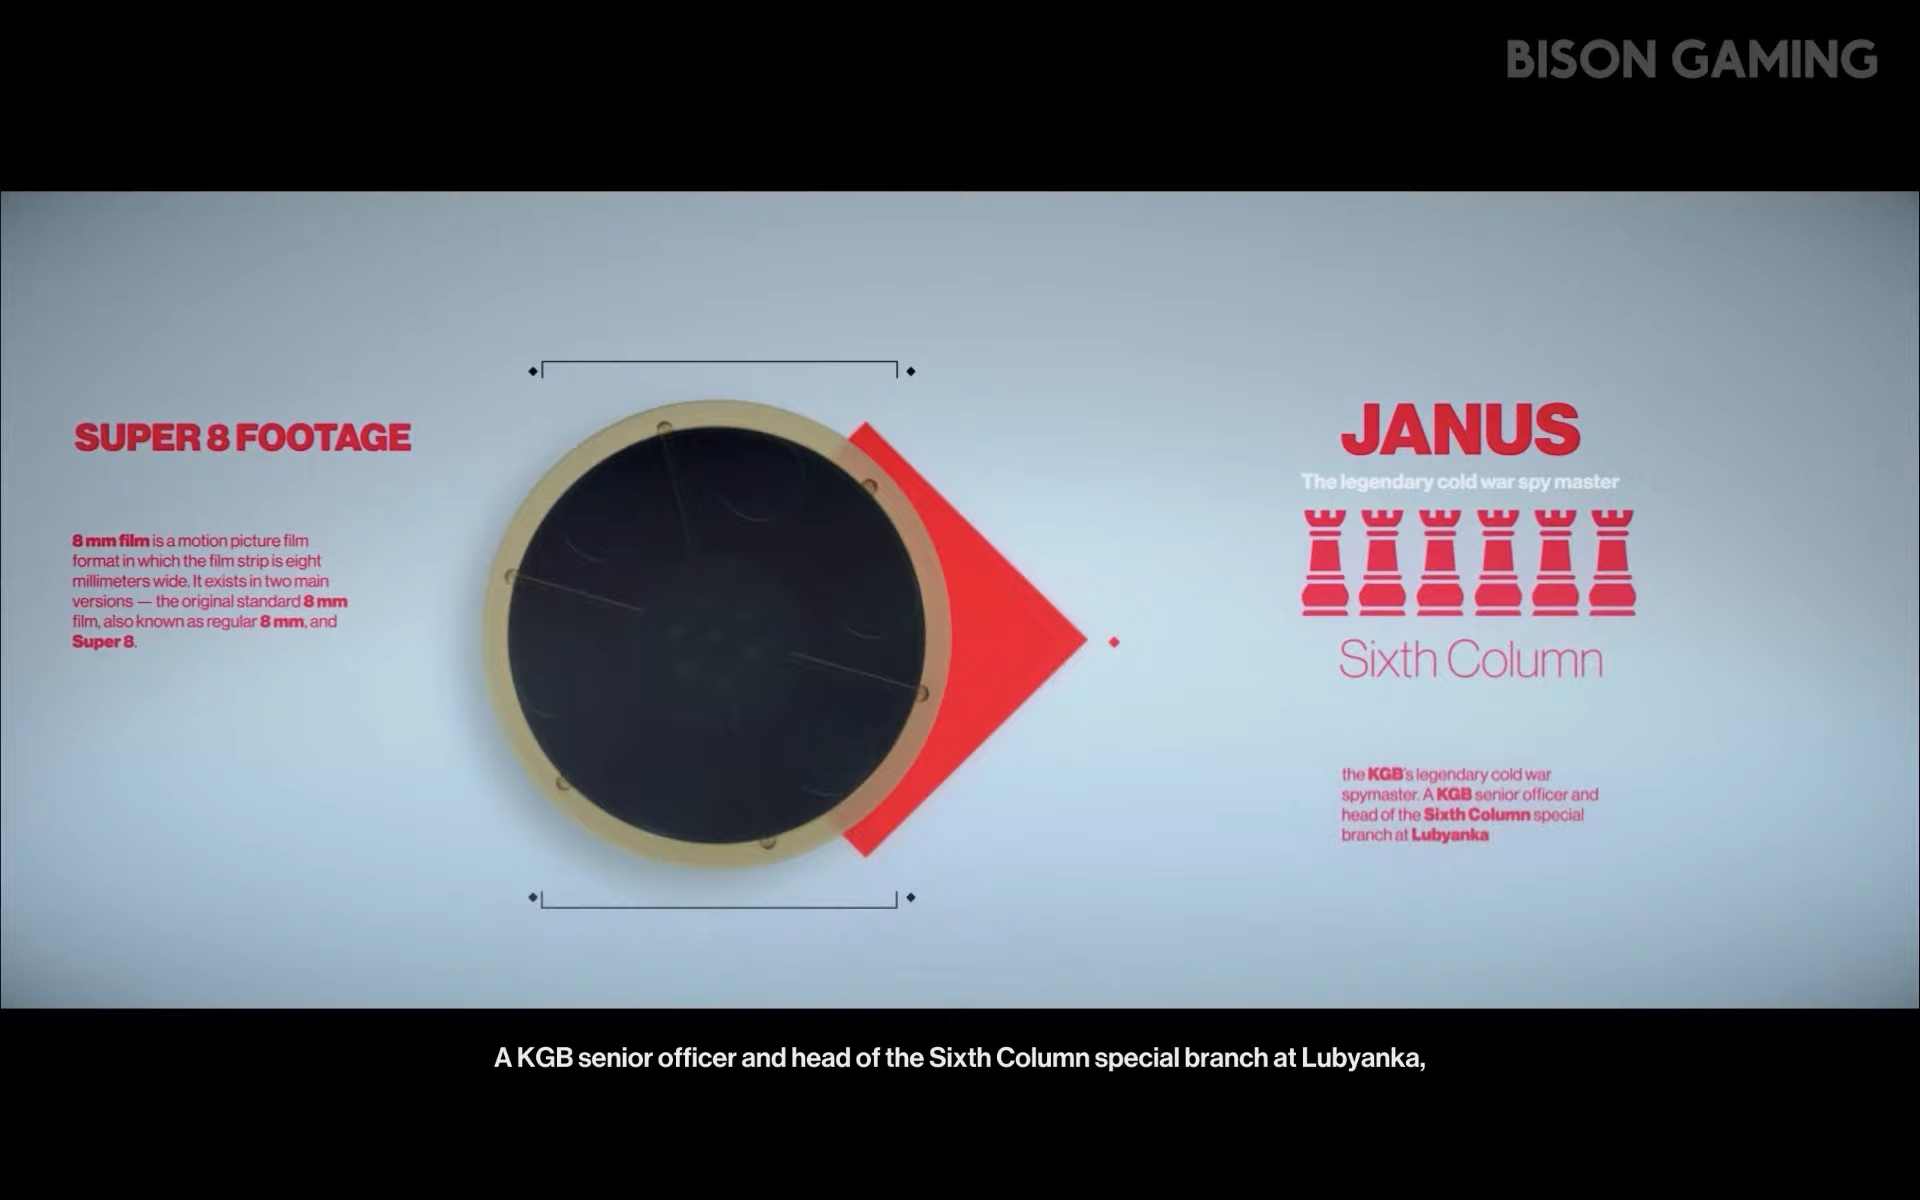 BISON GAMING
SUPER 8 FOOTAGE
8 mm film is a motion picture film
format in which the film strip is eight
millimeters wide. It exists in two main
versions — the original standard 8 mm
film, also known as regular 8 mm, and
Super 8.
JANUS
The legendary cold war spy master
Sixth Column
the KGB's legendary cold war
spymaster. A KGB senior officer and
head of the Sixth Column special
branch at Lubyanka
A KGB senior officer and head of the Sixth Column special branch at Lubyanka,